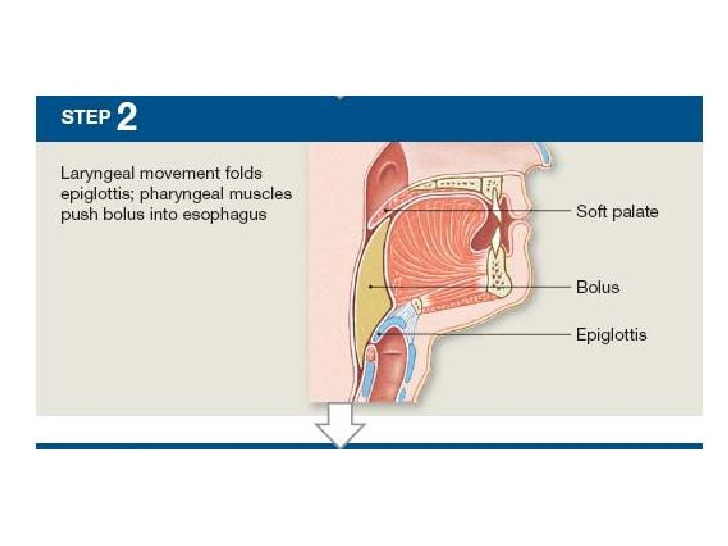 STEP 2
Laryngeal movement folds
epiglottis; pharyngeal muscles
push bolus into esophagus
Soft palate
Bolus
Epiglottis